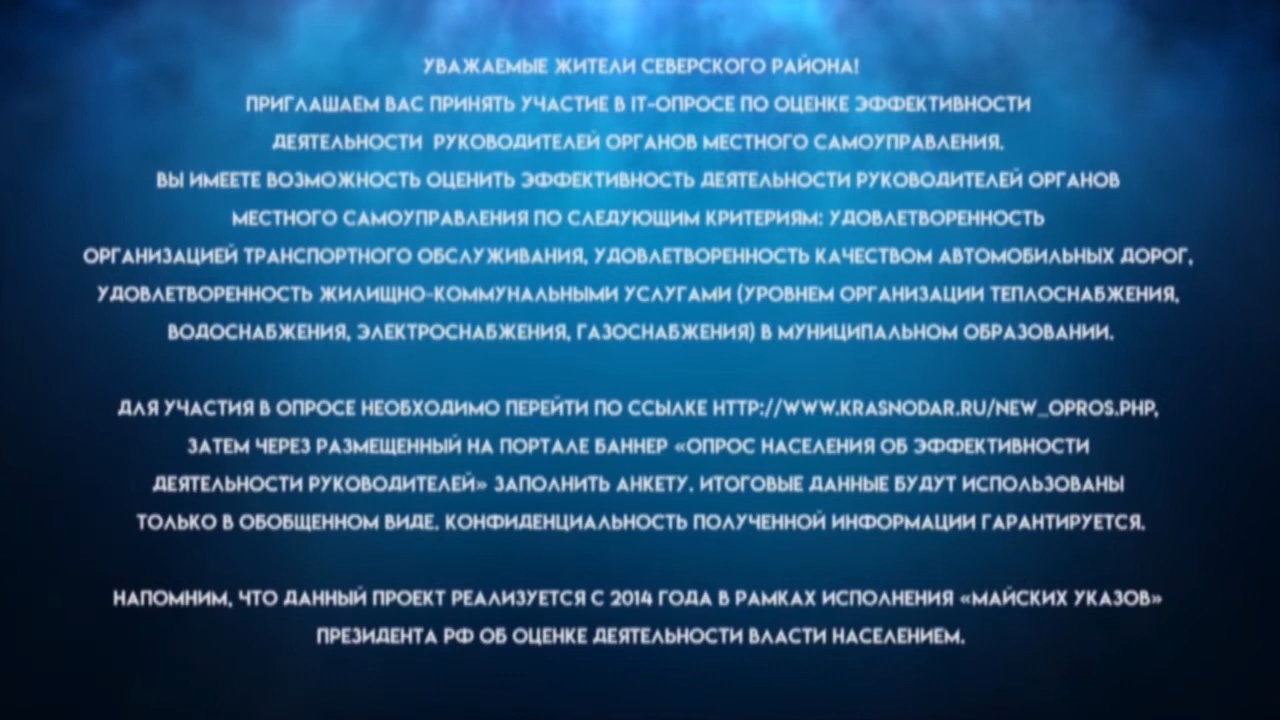 УВАЖАЕМЫЕ ЖИТЕЛИ СЕВЕРСКОГО РАЙОНА!
ПРИГЛАШАЕМ ВАС ПРИНЯТЬ УЧАСТИЕ В IT-ОПРОСЕ ПО ОЦЕНКЕ ЭФФЕКТИВНОСТИ
ДЕЯТЕЛЬНОСТИ РУКОВОДИТЕЛЕЙ ОРГАНОВ МЕСТНОГО САМОУПРАВЛЕНИЯ.
ВЫ ИМЕЕТЕ ВОЗМОЖНОСТЬ ОЦЕНИТЬ ЭФФЕКТИВНОСТЬ ДЕЯТЕЛЬНОСТИ РУКОВОДИТЕЛЕЙ ОРГАНОВ
МЕСТНОГО САМОУПРАВЛЕНИЯ ПО СЛЕДУЮЩИМ КРИТЕРИЯМ: УДОВЛЕТВОРЕННОСТЬ
ОРГАНИЗАЦИЕЙ ТРАНСПОРТНОГО ОБСЛУЖИВАНИЯ, УДОВЛЕТВОРЕННОСТЬ КАЧЕСТВОМ АВТОМОБИЛЬНЫХ ДОРОГ,
УДОВЛЕТВОРЕННОСТЬ ЖИЛИЩНО-КОММУНАЛЬНЫМИ УСЛУГАМИ (УРОВНЕМ ОРГАНИЗАЦИИ ТЕПЛОСНАБЖЕНИЯ,
ВОДОСНАБЖЕНИЯ, ЭЛЕКТРОСНАБЖЕНИЯ, ГАЗОСНАБЖЕНИЯ) В МУНИЦИПАЛЬНОМ ОБРАЗОВАНИИ.
ДЛЯ УЧАСТИЯ В ОПРОСЕ НЕОБХОДИМО ПЕРЕЙТИ ПО ССЫЛКЕ HTTP://WWW.KRASNODAR.RU/NEW_OPROS.PHP,
ЗАТЕМ ЧЕРЕЗ РАЗМЕЩЕННЫЙ НА ПОРТАЛЕ БАННЕР «ОПРОС НАСЕЛЕНИЯ ОБ ЭФФЕКТИВНОСТИ
ДЕЯТЕЛЬНОСТИ РУКОВОДИТЕЛЕЙ» ЗАПОЛНИТЬ АНКЕТУ. ИТОГОВЫЕ ДАННЫЕ БУДУТ ИСПОЛЬЗОВАНЫ
ТОЛЬКО В ОБОБЩЕННОМ ВИДЕ. КОНФИДЕНЦИАЛЬНОСТЬ ПОЛУЧЕННОЙ ИНФОРМАЦИИ ГАРАНТИРУЕТСЯ.
НАПОМНИМ, ЧТО ДАННЫЙ ПРОЕКТ РЕАЛИЗУЕТСЯ С 2014 ГОДА В РАМКАХ ИСПОЛНЕНИЯ «МАЙСКИХ УКАЗОВ»
ПРЕЗИДЕНТА РФ ОБ ОЦЕНКЕ ДЕЯТЕЛЬНОСТИ ВЛАСТИ НАСЕЛЕНИЕМ.